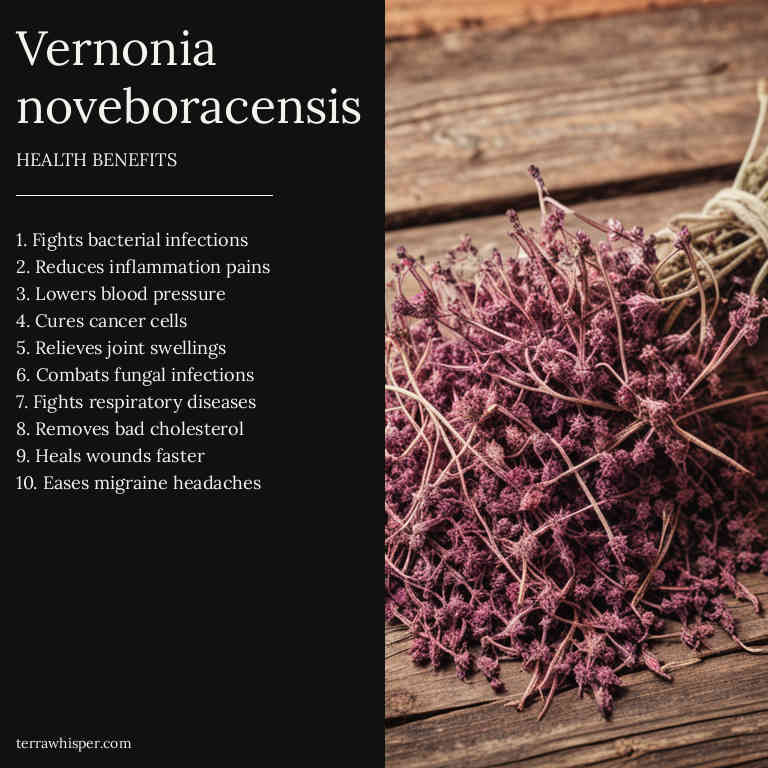 Vernonia
noveboracensis
HEALTH BENEFITS
1. Fights bacterial infections
2. Reduces inflammation pains
3. Lowers blood pressure
4. Cures cancer cells
5. Relieves joint swellings
6. Combats fungal infections
7. Fights respiratory diseases
8. Removes bad cholesterol
9. Heals wounds faster
10. Eases migraine headaches
terrawhisper.com